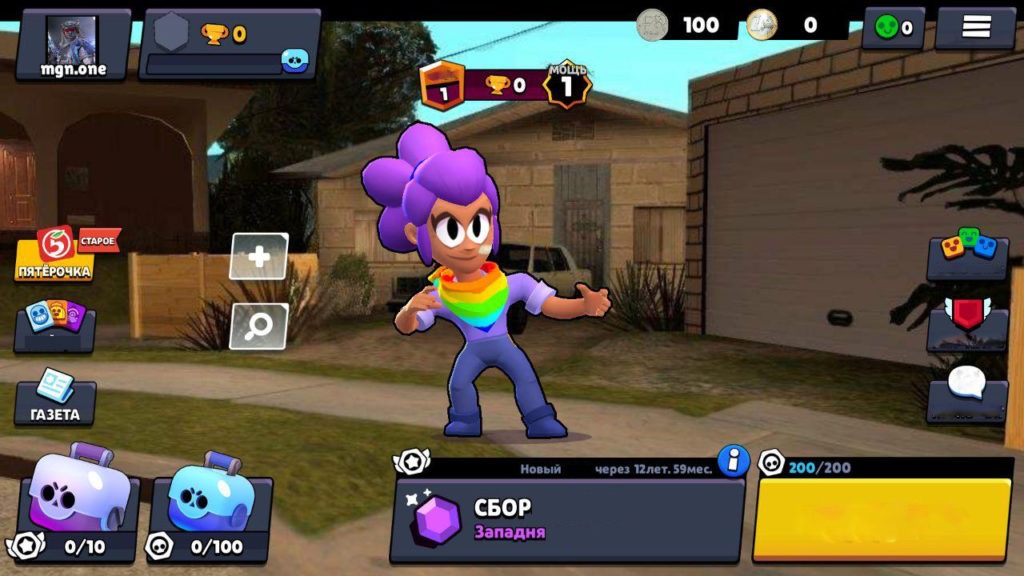 mgn.one
0
100
0
0
1
0
МОЩЬ
1
5
СТАРОЕ
ПЯТЁРОЧКА
ГАЗЕТА
0/10
0/100
Новый
через 12лет. 59мес.
i
200/200
СБОР
Западня